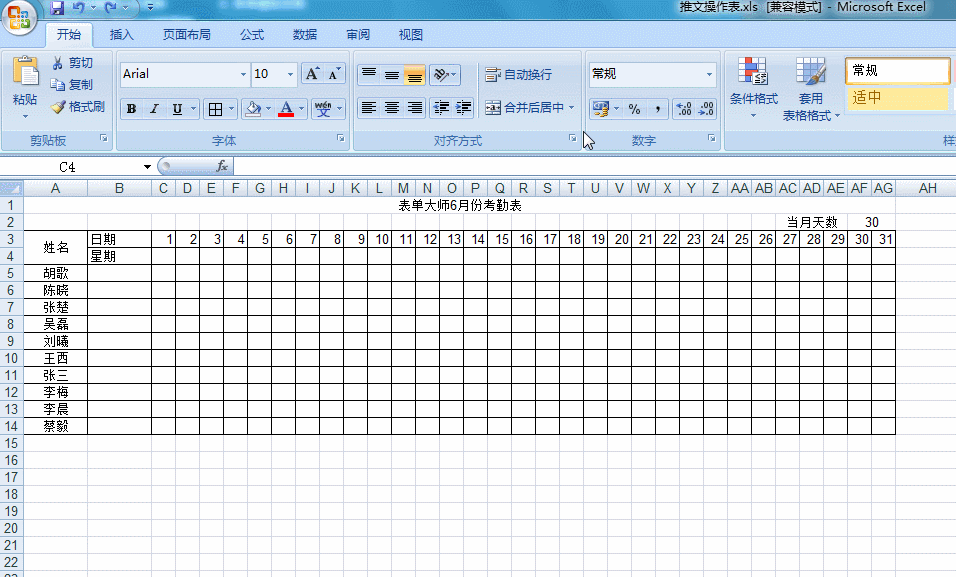 推文操作表.xls [兼容模式] - Microsoft Excel
开始 插入 页面布局 公式 数据 审阅 视图
粘贴 剪切 复制 格式刷
Arial 10 A A
B I U A wén 文
自动换行
合并后居中
常规
% , .0 .00 .00 .0
条件格式 套用 表格格式
常规
适中
剪贴板 字体 对齐方式 数字
C4 fx
A B C D E F G H I J K L M N O P Q R S T U V W X Y Z AA AB AC AD AE AF AG AH
1 表单大师6月份考勤表
2 当月天数 30
3 姓名 日期 1 2 3 4 5 6 7 8 9 10 11 12 13 14 15 16 17 18 19 20 21 22 23 24 25 26 27 28 29 30 31
4 星期
5 胡歌
6 陈晓
7 张楚
8 吴磊
9 刘曦
10 王西
11 张三
12 李梅
13 李晨
14 蔡毅
15
16
17
18
19
20
21
22